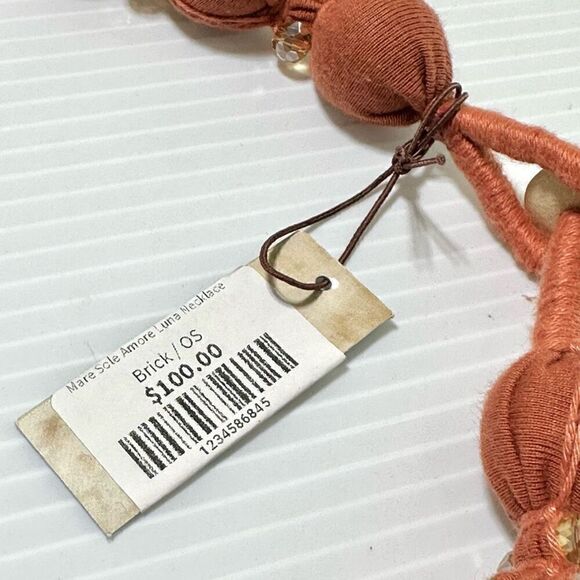 Mare Sole Amore Luna Necklace
Brick / OS
$100.00
1234586845